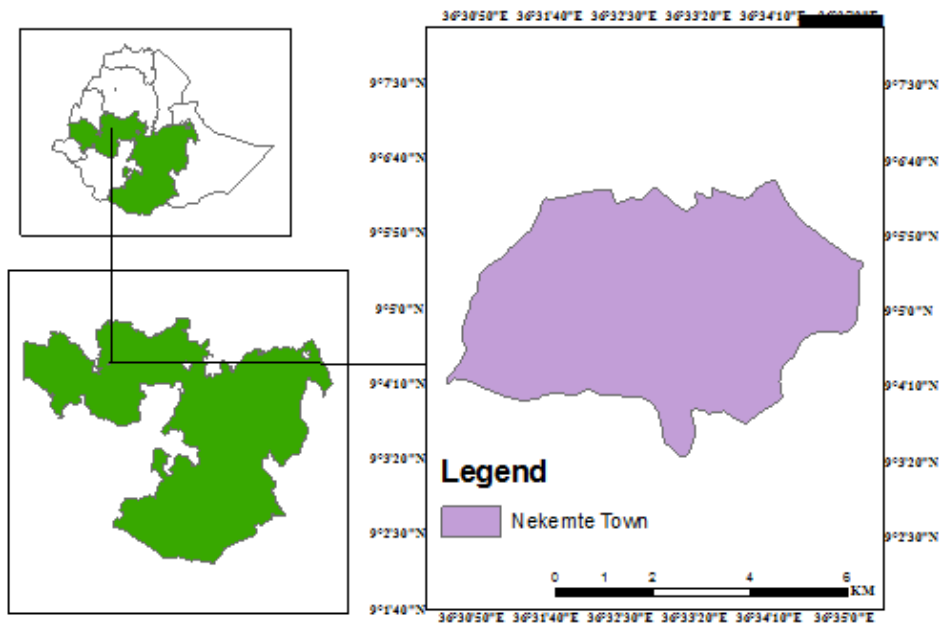 36°30'50"E 36°31'40"E 36°32'30"E 36°33'20"E 36°34'10"E
9°7'30"N 9°7'30"N
9°6'40"N 9°6'40"N
9°5'50"N 9°5'50"N
9°5'0"N 9°5'0"N
9°4'10"N 9°4'10"N
9°3'20"N 9°3'20"N
Legend
Nekemte Town
9°2'30"N 9°2'30"N
0 1 2 4 6
KM
9°1'40"N
36°30'50"E 36°31'40"E 36°32'30"E 36°33'20"E 36°34'10"E 36°35'0"E